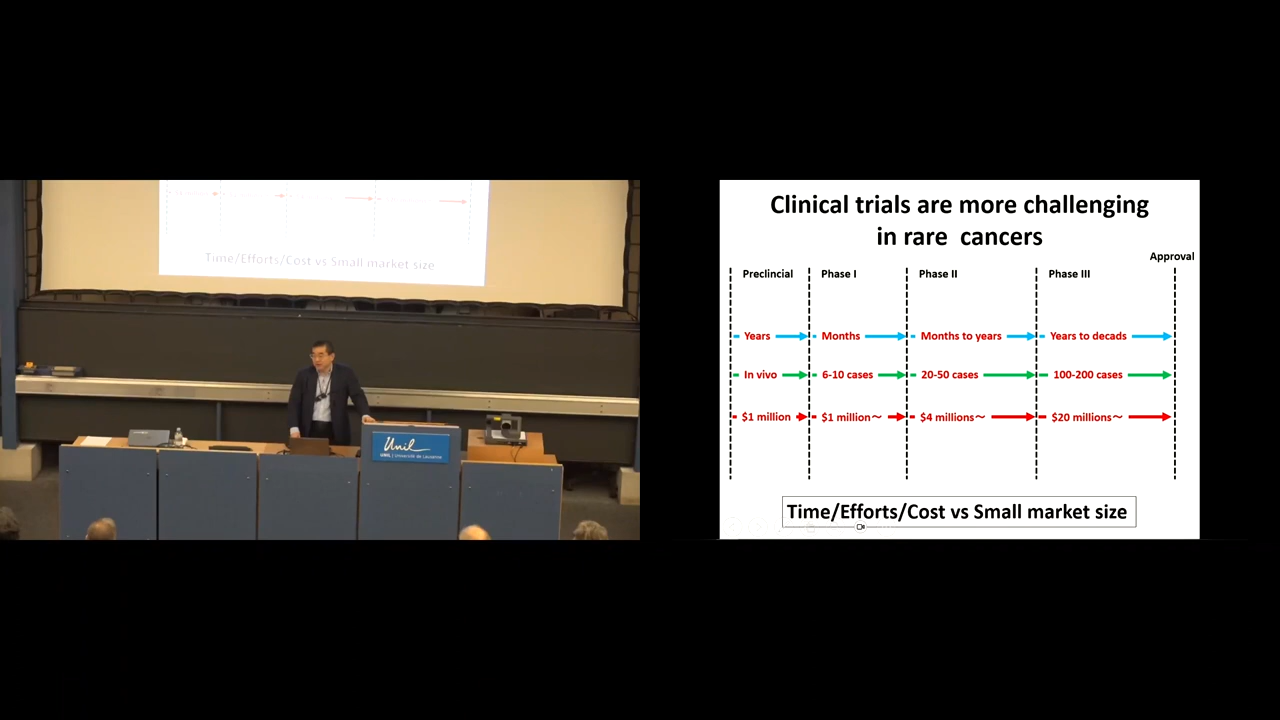 Time/Efforts/Cost vs Small market size
Unil
UNIL | Université de Lausanne
Clinical trials are more challenging
in rare cancers
Approval
Preclincial Phase I Phase II Phase III
Years Months Months to years Years to decads
In vivo 6-10 cases 20-50 cases 100-200 cases
$1 million $1 million～ $4 millions～ $20 millions～
Time/Efforts/Cost vs Small market size